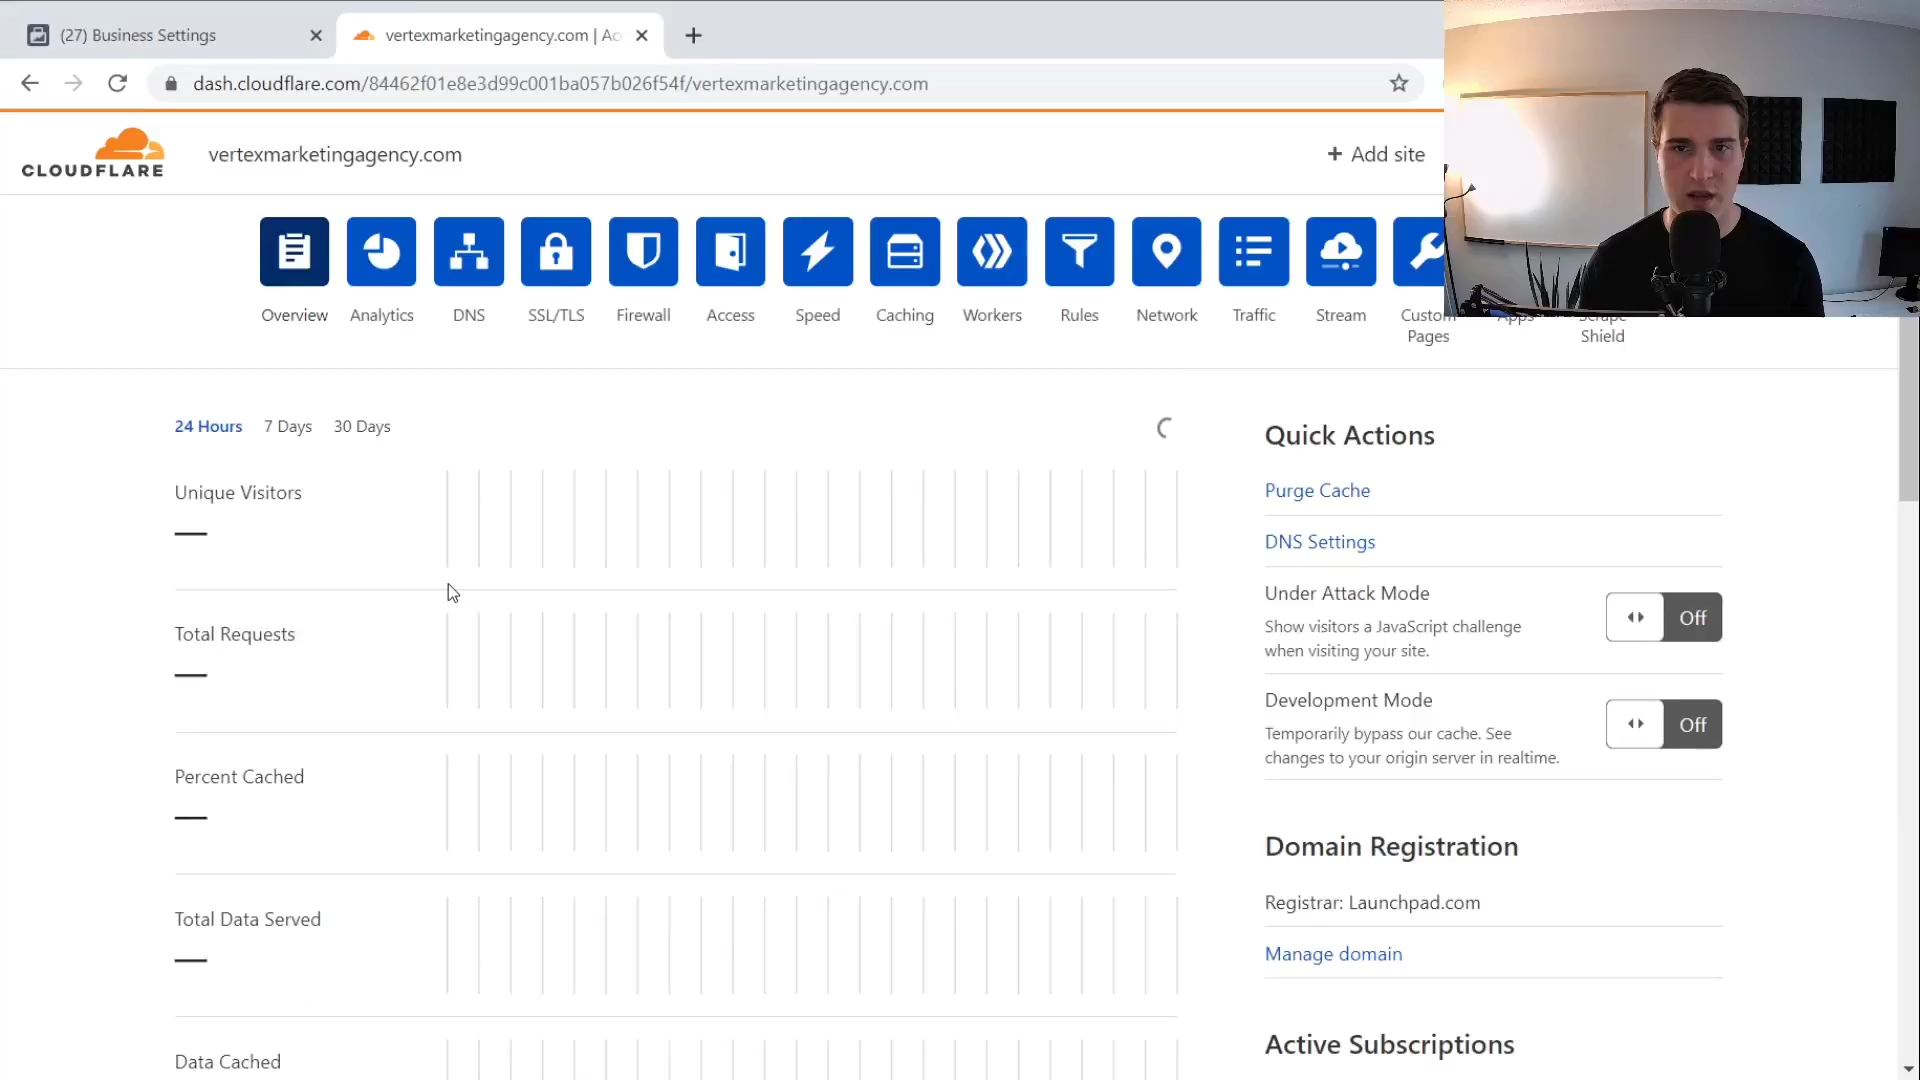 (27) Business Settings
vertexmarketingagency.com | Ac
dash.cloudflare.com/84462f01e8e3d99c001ba057b026f54f/vertexmarketingagency.com
CLOUDFLARE
vertexmarketingagency.com
+ Add site
Overview
Analytics
DNS
SSL/TLS
Firewall
Access
Speed
Caching
Workers
Rules
Network
Traffic
Stream
Custom
Pages
Apps
Scrape
Shield
24 Hours
7 Days
30 Days
Unique Visitors
Total Requests
Percent Cached
Total Data Served
Data Cached
Quick Actions
Purge Cache
DNS Settings
Under Attack Mode
Show visitors a JavaScript challenge
when visiting your site.
Off
Development Mode
Temporarily bypass our cache. See
changes to your origin server in realtime.
Off
Domain Registration
Registrar: Launchpad.com
Manage domain
Active Subscriptions